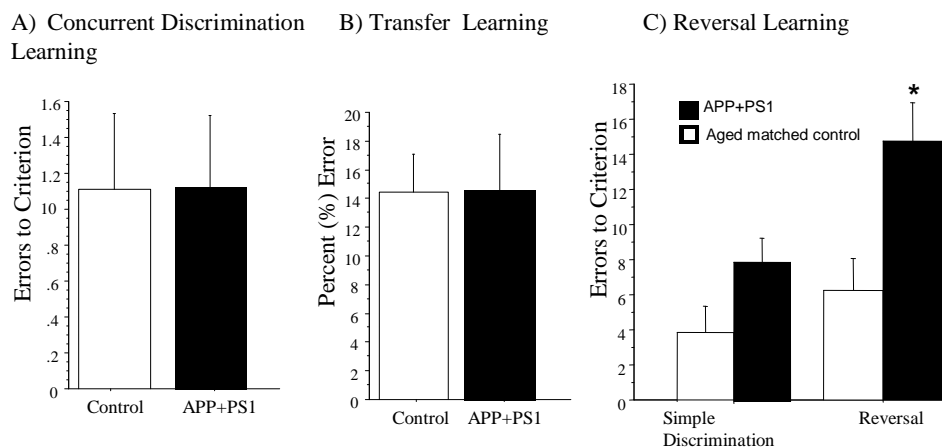 A) Concurrent Discrimination
Learning
Errors to Criterion
1.6
1.4
1.2
1.0
.8
.6
.4
.2
0
Control
APP+PS1
B) Transfer Learning
Percent (%) Error
20
18
16
14
12
10
8
6
4
2
0
Control
APP+PS1
C) Reversal Learning
Errors to Criterion
18
16
14
12
10
8
6
4
2
0
APP+PS1
Aged matched control
*
Simple
Discrimination
Reversal